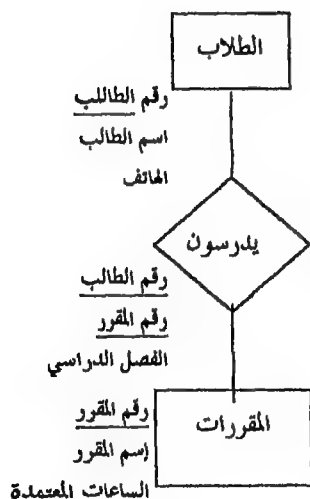 الطلاب
رقم الطاللب
اسم الطالب
الهاتف
يدرسون
رقم الطالب
رقم المقرر
الفصل الدراسي
المقررات
رقم المقرر
إسم المقرر
الساعات المعتمدة